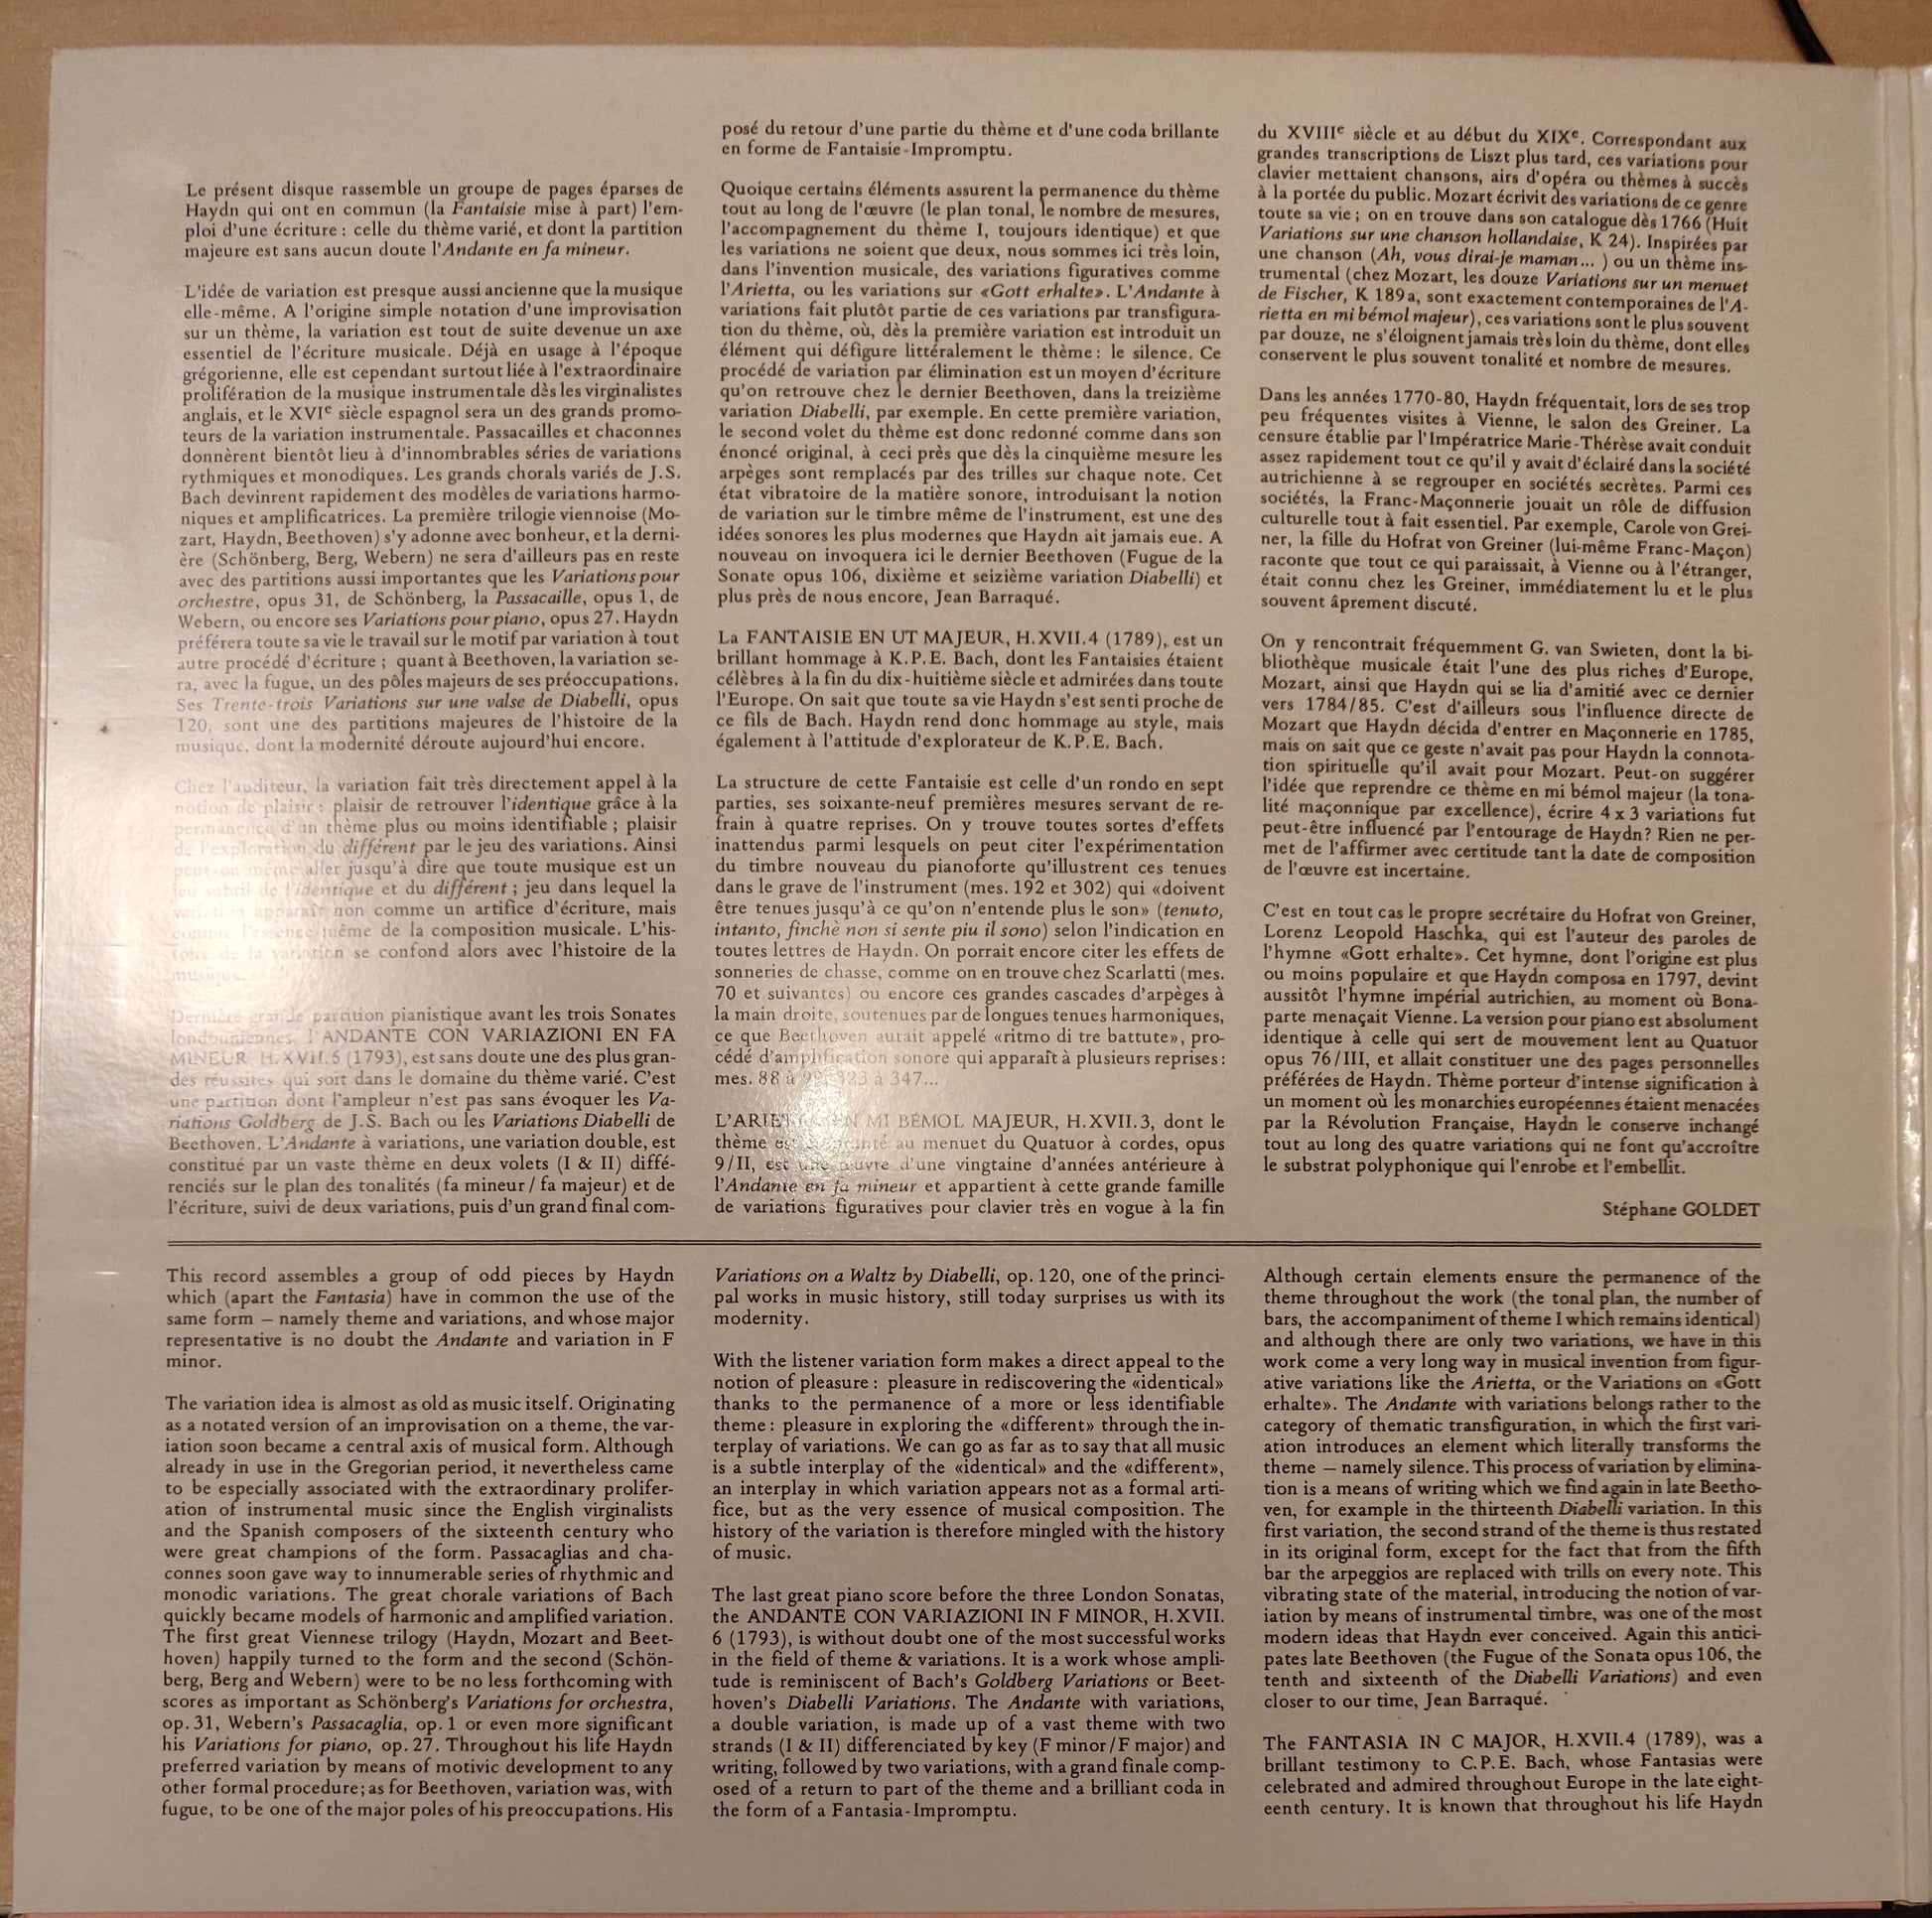 Le présent disque rassemble un groupe de pages éparses de
Haydn qui ont en commun (la Fantaisie mise à part) l'em-
ploi d'une écriture : celle du thème varié, et dont la partition
majeure est sans aucun doute l'Andante en fa mineur.
L'idée de variation est presque aussi ancienne que la musique
elle-même. A l'origine simple notation d'une improvisation
sur un thème, la variation est tout de suite devenue un axe
essentiel de l'écriture musicale. Déjà en usage à l'époque
grégorienne, elle est cependant surtout liée à l'extraordinaire
prolifération de la musique instrumentale dès les virginalistes
anglais, et le XVIe siècle espagnol sera un des grands promo-
teurs de la variation instrumentale. Passacailles et chaconnes
donnèrent bientôt lieu à d'innombrables séries de variations
rythmiques et monodiques. Les grands chorals variés de J.S.
Bach devinrent rapidement des modèles de variations harmo-
niques et amplificatrices. La première trilogie viennoise (Mo-
zart, Haydn, Beethoven) s'y adonne avec bonheur, et la derni-
ère (Schönberg, Berg, Webern) ne sera d'ailleurs pas en reste
avec des partitions aussi importantes que les Variations pour
orchestre, opus 31, de Schönberg, la Passacaille, opus 1, de
Webern, ou encore ses Variations pour piano, opus 27. Haydn
préférera toute sa vie le travail sur le motif par variation à tout
autre procédé d'écriture ; quant à Beethoven, la variation se-
ra, avec la fugue, un des pôles majeurs de ses préoccupations.
Ses Trente-trois Variations sur une valse de Diabelli, opus
120, sont une des partitions majeures de l'histoire de la
musique, dont la modernité déroute aujourd'hui encore.
Chez l'auditeur, la variation fait très directement appel à la
notion de plaisir : plaisir de retrouver l'identique grâce à la
permanence d'un thème plus ou moins identifiable ; plaisir
de l'exploration du différent par le jeu des variations. Ainsi
peut-on même aller jusqu'à dire que toute musique est un
jeu subtil de l'identique et du différent ; jeu dans lequel la
variation apparaît non comme un artifice d'écriture, mais
comme l'essence même de la composition musicale. L'his-
toire de la variation se confond alors avec l'histoire de la
musique.
Dernière grande partition pianistique avant les trois Sonates
londoniennes, l'ANDANTE CON VARIAZIONI EN FA
MINEUR, H.XVII.6 (1793), est sans doute une des plus gran-
des réussites qui soit dans le domaine du thème varié. C'est
une partition dont l'ampleur n'est pas sans évoquer les Va-
riations Goldberg de J.S. Bach ou les Variations Diabelli de
Beethoven. L'Andante à variations, une variation double, est
constitué par un vaste thème en deux volets (I & II) diffé-
renciés sur le plan des tonalités (fa mineur / fa majeur) et de
l'écriture, suivi de deux variations, puis d'un grand final com-
posé du retour d'une partie du thème et d'une coda brillante
en forme de Fantaisie-Impromptu.
Quoique certains éléments assurent la permanence du thème
tout au long de l'œuvre (le plan tonal, le nombre de mesures,
l'accompagnement du thème I, toujours identique) et que
les variations ne soient que deux, nous sommes ici très loin,
dans l'invention musicale, des variations figuratives comme
l'Arietta, ou les variations sur «Gott erhalte». L'Andante à
variations fait plutôt partie de ces variations par transfigura-
tion du thème, où, dès la première variation est introduit un
élément qui défigure littéralement le thème : le silence. Ce
procédé de variation par élimination est un moyen d'écriture
qu'on retrouve chez le dernier Beethoven, dans la treizième
variation Diabelli, par exemple. En cette première variation,
le second volet du thème est donc redonné comme dans son
énoncé original, à ceci près que dès la cinquième mesure les
arpèges sont remplacés par des trilles sur chaque note. Cet
état vibratoire de la matière sonore, introduisant la notion
de variation sur le timbre même de l'instrument, est une des
idées sonores les plus modernes que Haydn ait jamais eue. A
nouveau on invoquera ici le dernier Beethoven (Fugue de la
Sonate opus 106, dixième et seizième variation Diabelli) et
plus près de nous encore, Jean Barraqué.
La FANTAISIE EN UT MAJEUR, H.XVII.4 (1789), est un
brillant hommage à K.P.E. Bach, dont les Fantaisies étaient
célèbres à la fin du dix-huitième siècle et admirées dans toute
l'Europe. On sait que toute sa vie Haydn s'est senti proche de
ce fils de Bach. Haydn rend donc hommage au style, mais
également à l'attitude d'explorateur de K.P.E. Bach.
La structure de cette Fantaisie est celle d'un rondo en sept
parties, ses soixante-neuf premières mesures servant de re-
frain à quatre reprises. On y trouve toutes sortes d'effets
inattendus parmi lesquels on peut citer l'expérimentation
du timbre nouveau du pianoforte qu'illustrent ces tenues
dans le grave de l'instrument (mes. 192 et 302) qui «doivent
être tenues jusqu'à ce qu'on n'entende plus le son» (tenuto,
intanto, finchè non si sente piu il sono) selon l'indication en
toutes lettres de Haydn. On porrait encore citer les effets de
sonneries de chasse, comme on en trouve chez Scarlatti (mes.
70 et suivantes) ou encore ces grandes cascades d'arpèges à
la main droite, soutenues par de longues tenues harmoniques,
ce que Beethoven aurait appelé «ritmo di tre battute», pro-
cédé d'amplification sonore qui apparaît à plusieurs reprises :
mes. 88 à 323 à 347...
L'ARIETTA EN MI BÉMOL MAJEUR, H.XVII.3, dont le
thème est emprunté au menuet du Quatuor à cordes, opus
9/II, est une œuvre d'une vingtaine d'années antérieure à
l'Andante en fa mineur et appartient à cette grande famille
de variations figuratives pour clavier très en vogue à la fin
du XVIIIe siècle et au début du XIXe. Correspondant aux
grandes transcriptions de Liszt plus tard, ces variations pour
clavier mettaient chansons, airs d'opéra ou thèmes à succès
à la portée du public. Mozart écrivit des variations de ce genre
toute sa vie ; on en trouve dans son catalogue dès 1766 (Huit
Variations sur une chanson hollandaise, K 24). Inspirées par
une chanson (Ah, vous dirai-je maman... ) ou un thème ins-
trumental (chez Mozart, les douze Variations sur un menuet
de Fischer, K 189a, sont exactement contemporaines de l'A-
rietta en mi bémol majeur), ces variations sont le plus souvent
par douze, ne s'éloignent jamais très loin du thème, dont elles
conservent le plus souvent tonalité et nombre de mesures.
Dans les années 1770-80, Haydn fréquentait, lors de ses trop
peu fréquentes visites à Vienne, le salon des Greiner. La
censure établie par l'Impératrice Marie-Thérèse avait conduit
assez rapidement tout ce qu'il y avait d'éclairé dans la société
autrichienne à se regrouper en sociétés secrètes. Parmi ces
sociétés, la Franc-Maçonnerie jouait un rôle de diffusion
culturelle tout à fait essentiel. Par exemple, Carole von Grei-
ner, la fille du Hofrat von Greiner (lui-même Franc-Maçon)
raconte que tout ce qui paraissait, à Vienne ou à l'étranger,
était connu chez les Greiner, immédiatement lu et le plus
souvent âprement discuté.
On y rencontrait fréquemment G. van Swieten, dont la bi-
bliothèque musicale était l'une des plus riches d'Europe,
Mozart, ainsi que Haydn qui se lia d'amitié avec ce dernier
vers 1784/85. C'est d'ailleurs sous l'influence directe de
Mozart que Haydn décida d'entrer en Maçonnerie en 1785,
mais on sait que ce geste n'avait pas pour Haydn la connota-
tion spirituelle qu'il avait pour Mozart. Peut-on suggérer
l'idée que reprendre ce thème en mi bémol majeur (la tona-
lité maçonnique par excellence), écrire 4 x 3 variations fut
peut-être influencé par l'entourage de Haydn? Rien ne per-
met de l'affirmer avec certitude tant la date de composition
de l'œuvre est incertaine.
C'est en tout cas le propre secrétaire du Hofrat von Greiner,
Lorenz Leopold Haschka, qui est l'auteur des paroles de
l'hymne «Gott erhalte». Cet hymne, dont l'origine est plus
ou moins populaire et que Haydn composa en 1797, devint
aussitôt l'hymne impérial autrichien, au moment où Bona-
parte menaçait Vienne. La version pour piano est absolument
identique à celle qui sert de mouvement lent au Quatuor
opus 76/III, et allait constituer une des pages personnelles
préférées de Haydn. Thème porteur d'intense signification à
un moment où les monarchies européennes étaient menacées
par la Révolution Française, Haydn le conserve inchangé
tout au long des quatre variations qui ne font qu'accroître
le substrat polyphonique qui l'enrobe et l'embellit.
Stéphane GOLDET
This record assembles a group of odd pieces by Haydn
which (apart the Fantasia) have in common the use of the
same form – namely theme and variations, and whose major
representative is no doubt the Andante and variation in F
minor.
The variation idea is almost as old as music itself. Originating
as a notated version of an improvisation on a theme, the var-
iation soon became a central axis of musical form. Although
already in use in the Gregorian period, it nevertheless came
to be especially associated with the extraordinary prolifer-
ation of instrumental music since the English virginalists
and the Spanish composers of the sixteenth century who
were great champions of the form. Passacaglias and cha-
connes soon gave way to innumerable series of rhythmic and
monodic variations. The great chorale variations of Bach
quickly became models of harmonic and amplified variation.
The first great Viennese trilogy (Haydn, Mozart and Beet-
hoven) happily turned to the form and the second (Schön-
berg, Berg and Webern) were to be no less forthcoming with
scores as important as Schönberg's Variations for orchestra,
op. 31, Webern's Passacaglia, op. 1 or even more significant
his Variations for piano, op. 27. Throughout his life Haydn
preferred variation by means of motivic development to any
other formal procedure; as for Beethoven, variation was, with
fugue, to be one of the major poles of his preoccupations. His
Variations on a Waltz by Diabelli, op. 120, one of the princi-
pal works in music history, still today surprises us with its
modernity.
With the listener variation form makes a direct appeal to the
notion of pleasure : pleasure in rediscovering the «identical»
thanks to the permanence of a more or less identifiable
theme : pleasure in exploring the «different» through the in-
terplay of variations. We can go as far as to say that all music
is a subtle interplay of the «identical» and the «different»,
an interplay in which variation appears not as a formal arti-
fice, but as the very essence of musical composition. The
history of the variation is therefore mingled with the history
of music.
The last great piano score before the three London Sonatas,
the ANDANTE CON VARIAZIONI IN F MINOR, H.XVII.
6 (1793), is without doubt one of the most successful works
in the field of theme & variations. It is a work whose ampli-
tude is reminiscent of Bach's Goldberg Variations or Beet-
hoven's Diabelli Variations. The Andante with variations,
a double variation, is made up of a vast theme with two
strands (I & II) differenciated by key (F minor/F major) and
writing, followed by two variations, with a grand finale comp-
osed of a return to part of the theme and a brilliant coda in
the form of a Fantasia-Impromptu.
Although certain elements ensure the permanence of the
theme throughout the work (the tonal plan, the number of
bars, the accompaniment of theme I which remains identical)
and although there are only two variations, we have in this
work come a very long way in musical invention from figur-
ative variations like the Arietta, or the Variations on «Gott
erhalte». The Andante with variations belongs rather to the
category of thematic transfiguration, in which the first vari-
ation introduces an element which literally transforms the
theme – namely silence. This process of variation by elimina-
tion is a means of writing which we find again in late Beetho-
ven, for example in the thirteenth Diabelli variation. In this
first variation, the second strand of the theme is thus restated
in its original form, except for the fact that from the fifth
bar the arpeggios are replaced with trills on every note. This
vibrating state of the material, introducing the notion of var-
iation by means of instrumental timbre, was one of the most
modern ideas that Haydn ever conceived. Again this antici-
pates late Beethoven (the Fugue of the Sonata opus 106, the
tenth and sixteenth of the Diabelli Variations) and even
closer to our time, Jean Barraqué.
The FANTASIA IN C MAJOR, H.XVII.4 (1789), was a
brilliant testimony to C.P.E. Bach, whose Fantasias were
celebrated and admired throughout Europe in the late eight-
eenth century. It is known that throughout his life Haydn